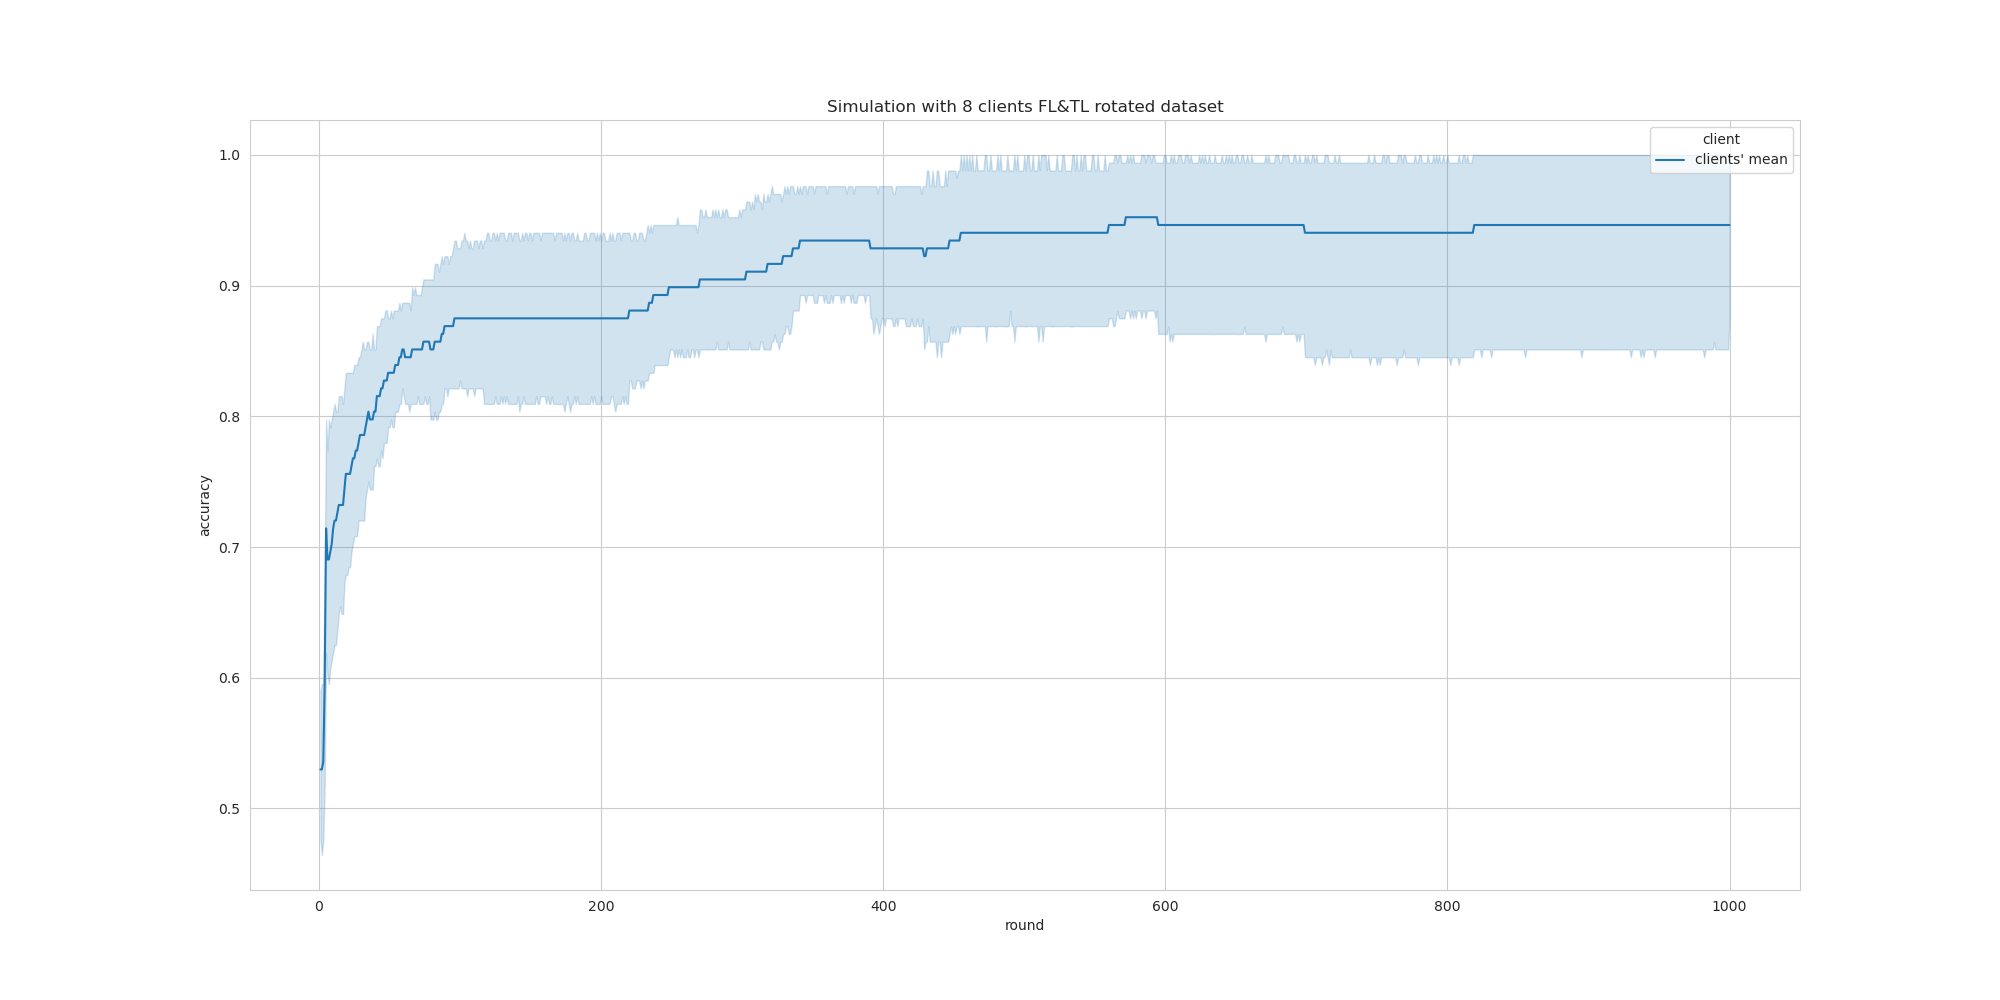 Simulation with 8 clients FL&TL rotated dataset
client
clients' mean
1.0
0.9
0.8
0.7
0.6
0.5
accuracy
0 200 400 600 800 1000
round